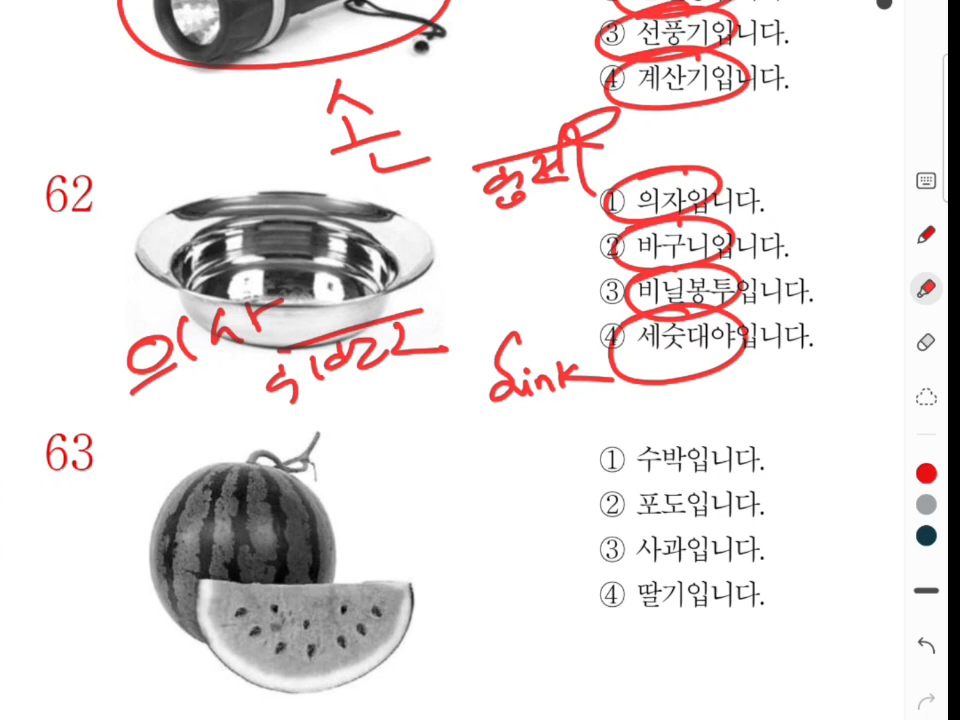 ③ 선풍기입니다.
④ 계산기입니다.
손
62
① 의자입니다.
② 바구니입니다.
③ 비닐봉투입니다.
④ 세숫대야입니다.
의사
sink
63
① 수박입니다.
② 포도입니다.
③ 사과입니다.
④ 딸기입니다.